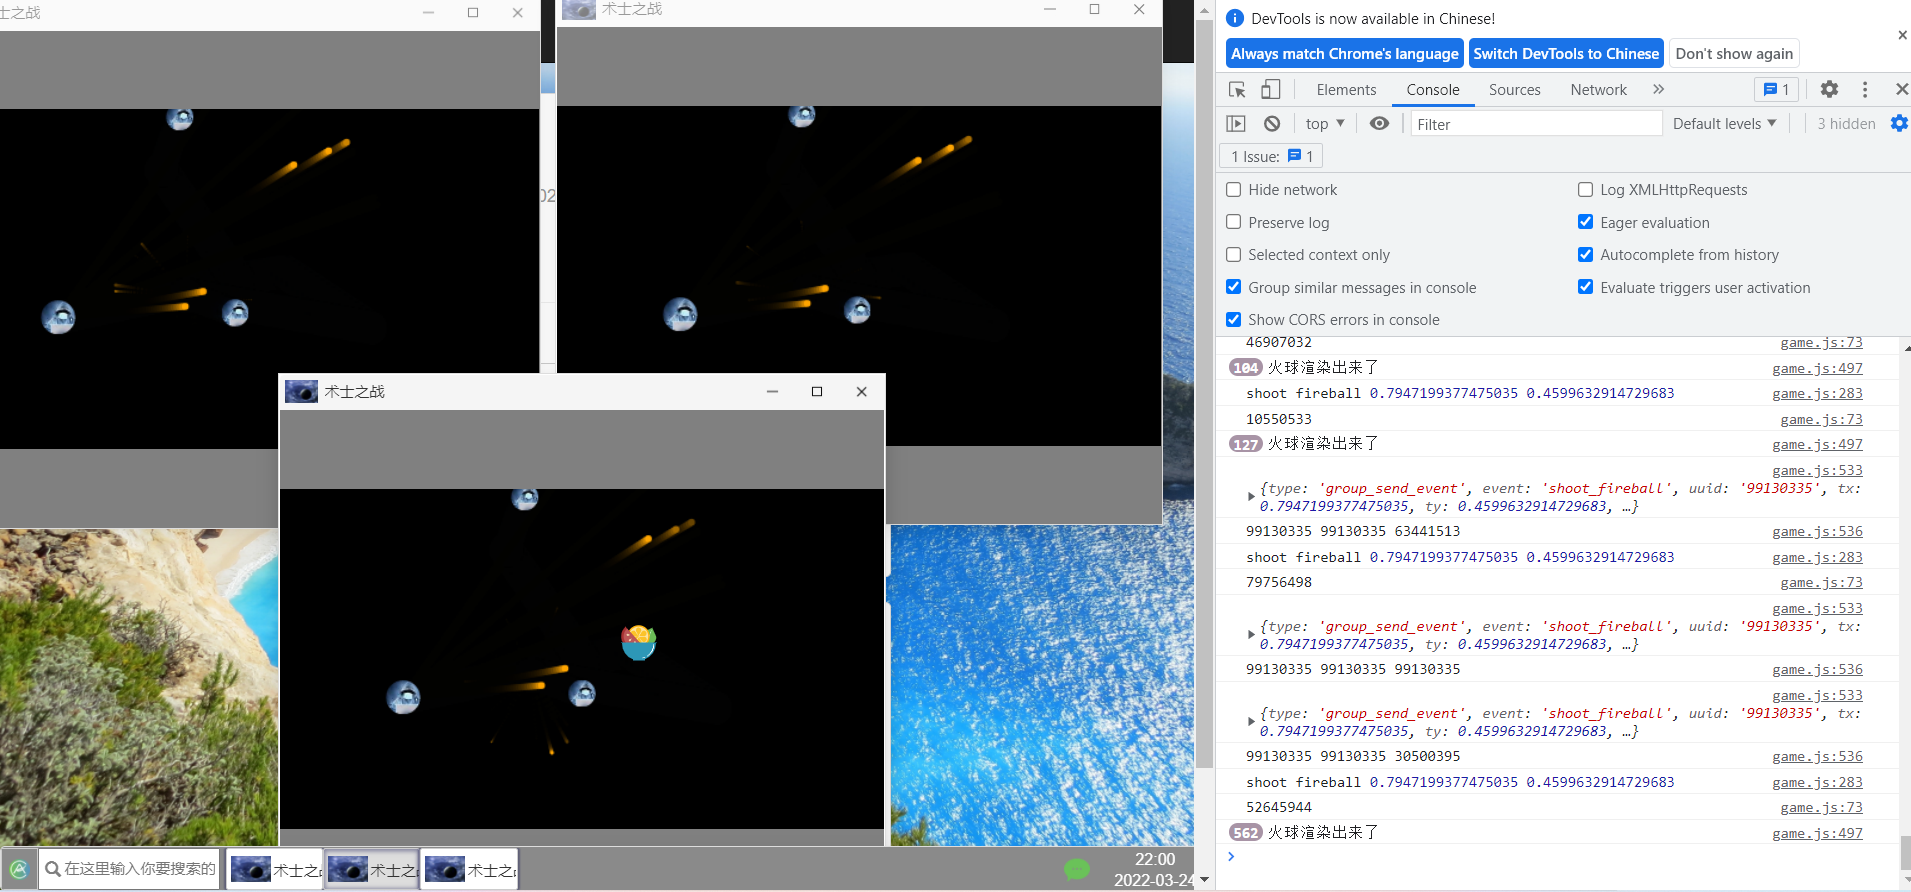 士之战
术士之战
02
术士之战
在这里输入你要搜索的
术士之
术士之
术士之
22:00
2022-03-24
DevTools is now available in Chinese!
Always match Chrome's language
Switch DevTools to Chinese
Don't show again
Elements
Console
Sources
Network
1
top
Filter
Default levels
3 hidden
1 Issue:
1
Hide network
Log XMLHttpRequests
Preserve log
Eager evaluation
Selected context only
Autocomplete from history
Group similar messages in console
Evaluate triggers user activation
Show CORS errors in console
46907032 game.js:73
104 火球渲染出来了 game.js:497
shoot fireball 0.7947199377475035 0.4599632914729683 game.js:283
10550533 game.js:73
127 火球渲染出来了 game.js:497
game.js:533
{type: 'group_send_event', event: 'shoot_fireball', uuid: '99130335', tx:
0.7947199377475035, ty: 0.4599632914729683, …}
99130335 99130335 63441513 game.js:536
shoot fireball 0.7947199377475035 0.4599632914729683 game.js:283
79756498 game.js:73
game.js:533
{type: 'group_send_event', event: 'shoot_fireball', uuid: '99130335', tx:
0.7947199377475035, ty: 0.4599632914729683, …}
99130335 99130335 99130335 game.js:536
game.js:533
{type: 'group_send_event', event: 'shoot_fireball', uuid: '99130335', tx:
0.7947199377475035, ty: 0.4599632914729683, …}
99130335 99130335 30500395 game.js:536
shoot fireball 0.7947199377475035 0.4599632914729683 game.js:283
52645944 game.js:73
562 火球渲染出来了 game.js:497